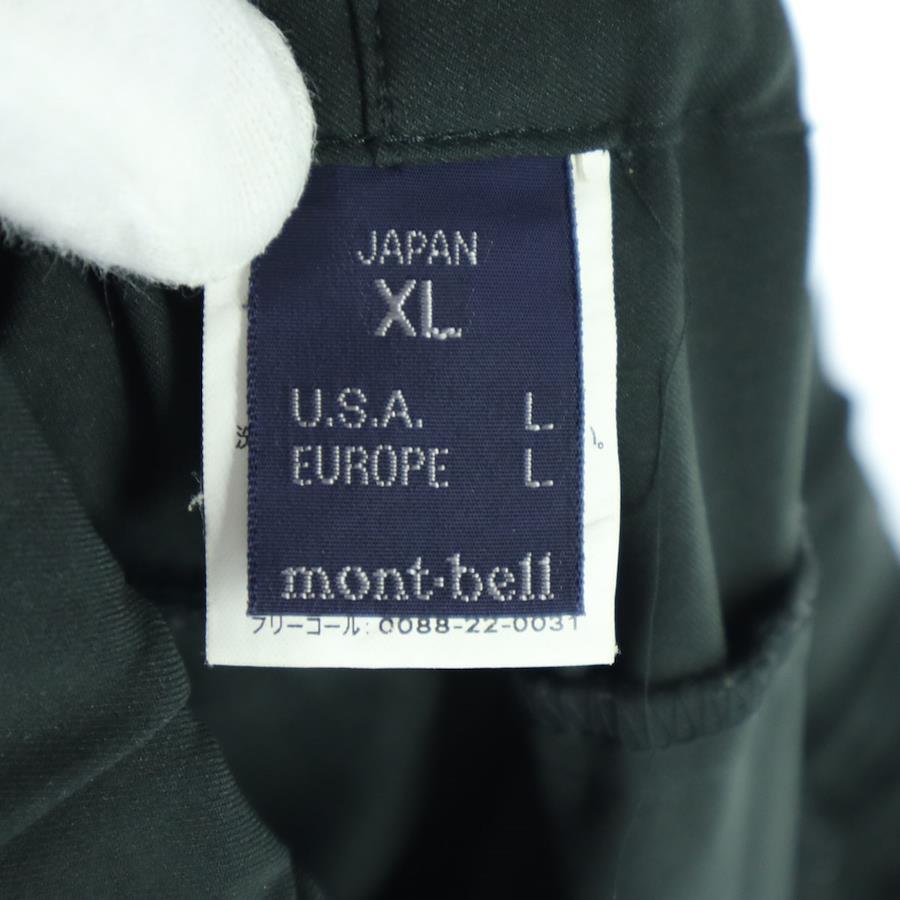 JAPAN
XL
U.S.A. L
EUROPE L
mont·bell
フリーコール: 0088-22-0031